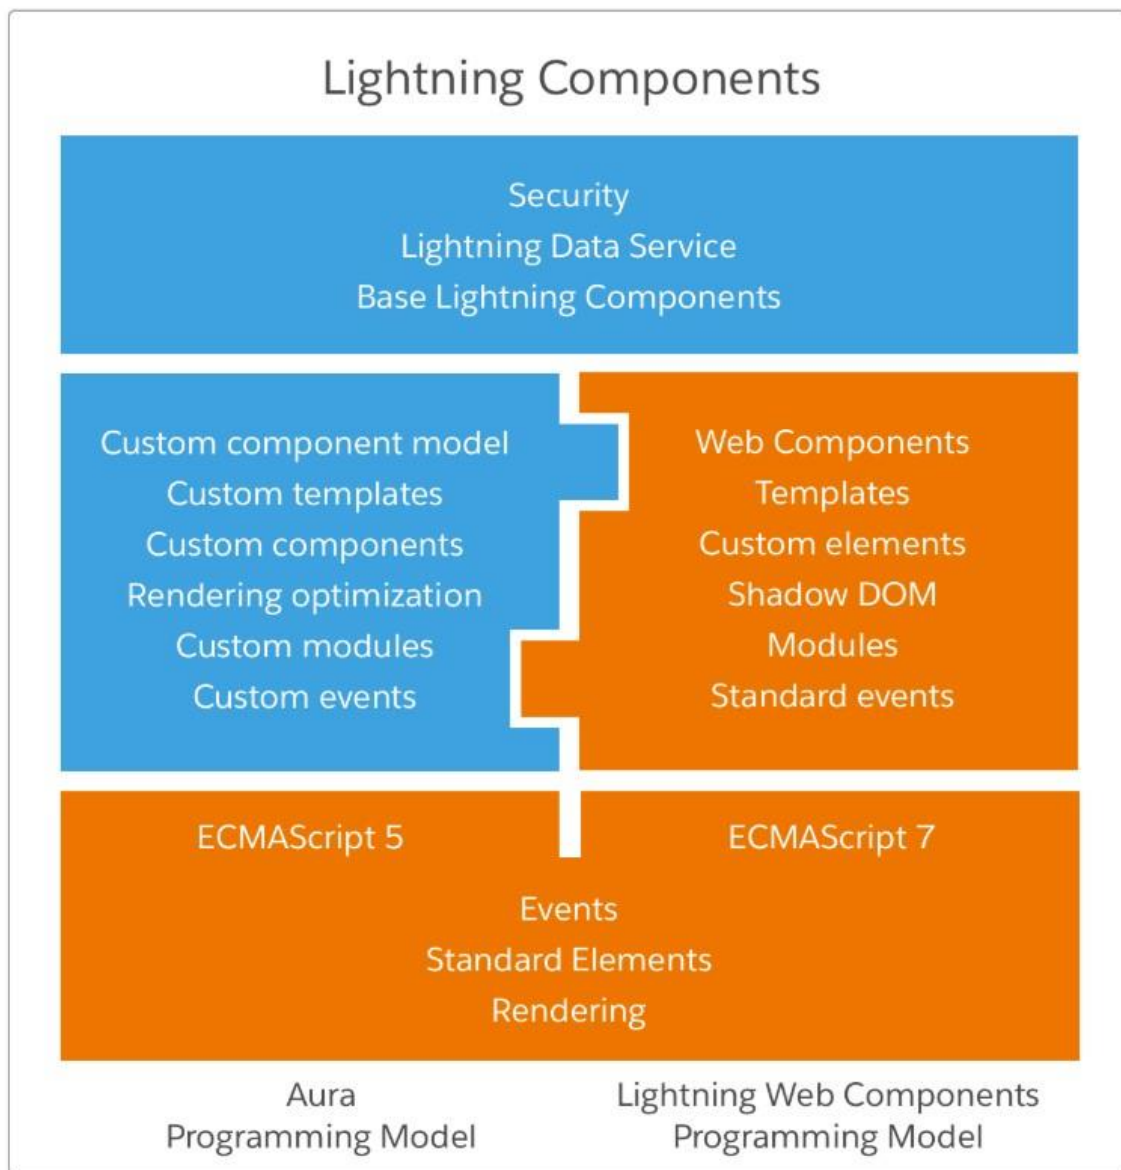 Lightning Components
Security
Lightning Data Service
Base Lightning Components
Custom component model
Custom templates
Custom components
Rendering optimization
Custom modules
Custom events
Web Components
Templates
Custom elements
Shadow DOM
Modules
Standard events
ECMAScript 5
ECMAScript 7
Events
Standard Elements
Rendering
Aura
Programming Model
Lightning Web Components
Programming Model